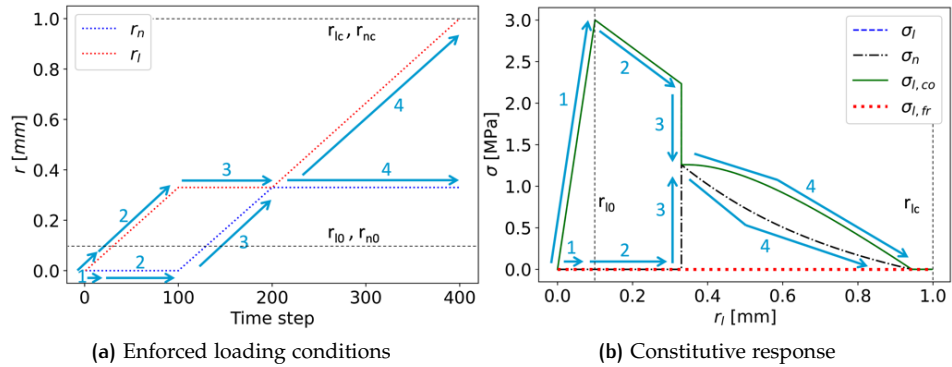 1.0
0.8
0.6
0.4
0.2
0.0
r [mm]
r_n
r_l
r_lc , r_nc
r_l0 , r_n0
1
2
2
3
3
4
4
0
100
200
300
400
Time step
(a) Enforced loading conditions
3.0
2.5
2.0
1.5
1.0
0.5
0.0
σ [MPa]
σ_l
σ_n
σ_l,co
σ_l,fr
r_l0
r_lc
1
2
3
4
3
4
1
2
0.0
0.2
0.4
0.6
0.8
1.0
r_l [mm]
(b) Constitutive response